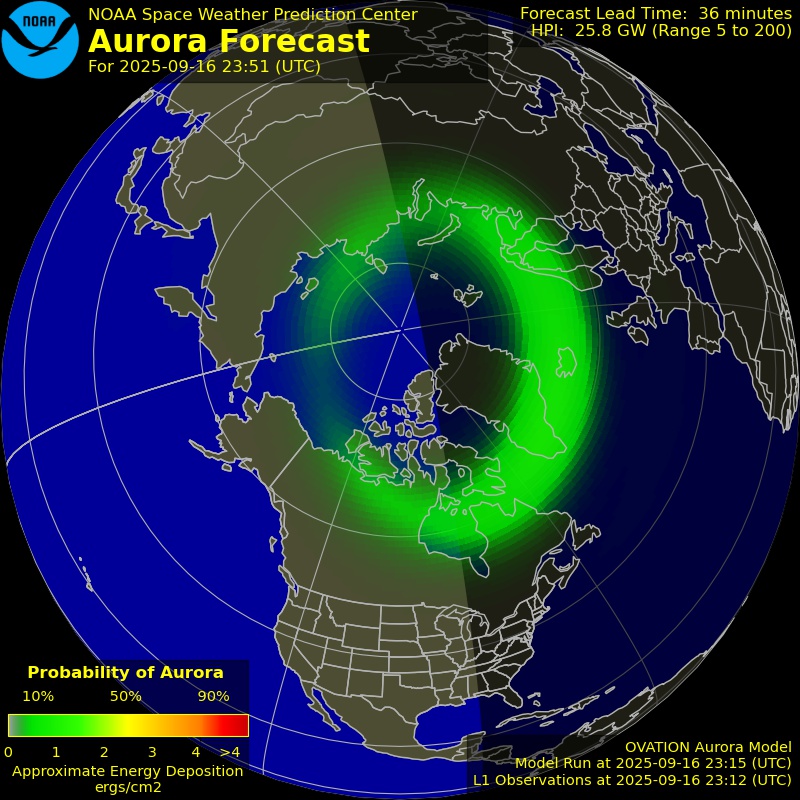 NOAA
NOAA Space Weather Prediction Center
Aurora Forecast
For 2025-09-16 23:51 (UTC)
Forecast Lead Time: 36 minutes
HPI: 25.8 GW (Range 5 to 200)
Probability of Aurora
10% 50% 90%
0 1 2 3 4 >4
Approximate Energy Deposition
ergs/cm2
OVATION Aurora Model
Model Run at 2025-09-16 23:15 (UTC)
L1 Observations at 2025-09-16 23:12 (UTC)